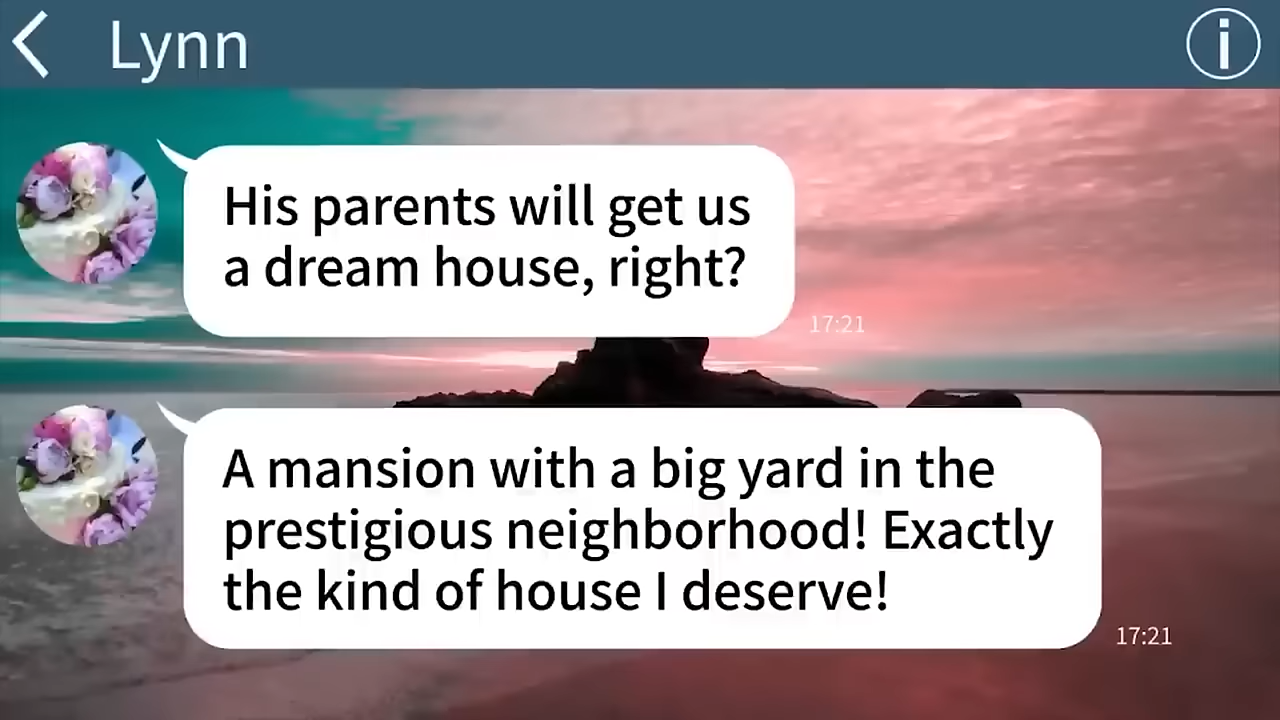 Lynn
His parents will get us
a dream house, right?
17:21
A mansion with a big yard in the
prestigious neighborhood! Exactly
the kind of house I deserve!
17:21